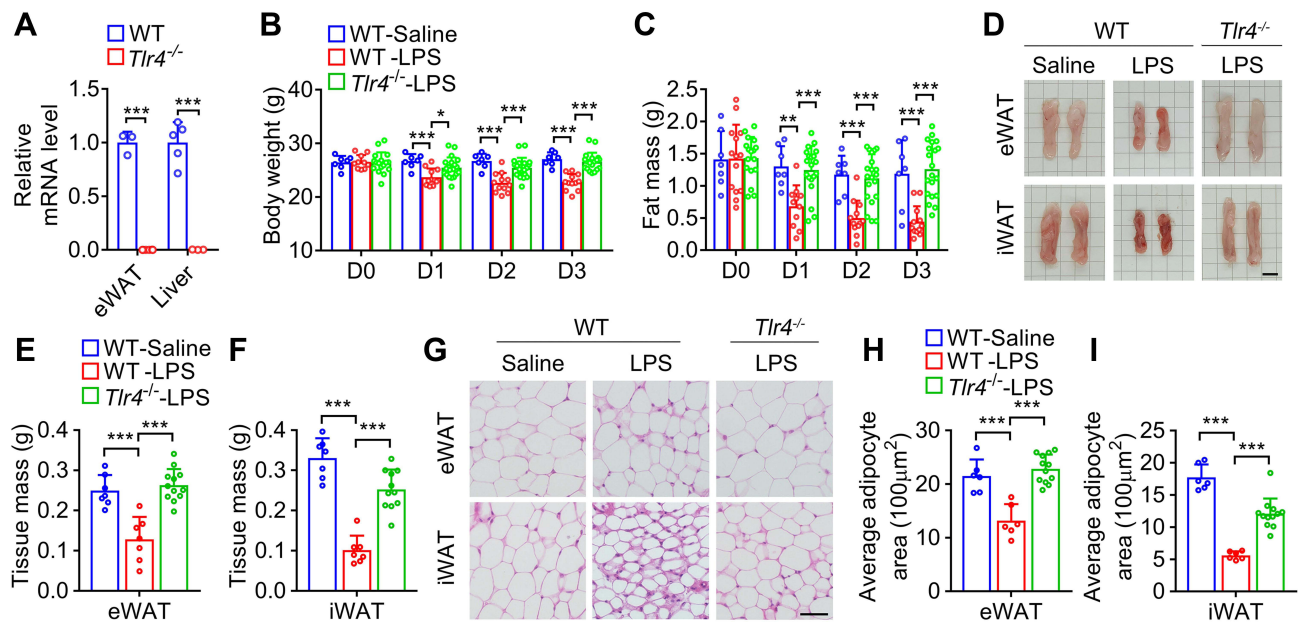 A
WT
Tlr4-/-
Relative
mRNA level
1.5
1.0
0.5
0.0
***
***
eWAT
Liver
B
WT-Saline
WT -LPS
Tlr4-/--LPS
Body weight (g)
40
30
20
10
***
*
***
***
***
***
D0
D1
D2
D3
C
Fat mass (g)
2.5
2.0
1.5
1.0
0.5
0.0
**
***
***
***
***
***
D0
D1
D2
D3
D
WT
Tlr4-/-
Saline
LPS
LPS
eWAT
iWAT
E
WT-Saline
WT -LPS
Tlr4-/--LPS
Tissue mass (g)
0.4
0.3
0.2
0.1
0.0
***
***
eWAT
F
Tissue mass (g)
0.4
0.3
0.2
0.1
0.0
***
***
iWAT
G
WT
Tlr4-/-
Saline
LPS
LPS
eWAT
iWAT
H
WT-Saline
WT -LPS
Tlr4-/--LPS
Average adipocyte
area (100μm2)
30
20
10
0
***
***
eWAT
I
Average adipocyte
area (100μm2)
25
20
15
10
5
0
***
***
iWAT